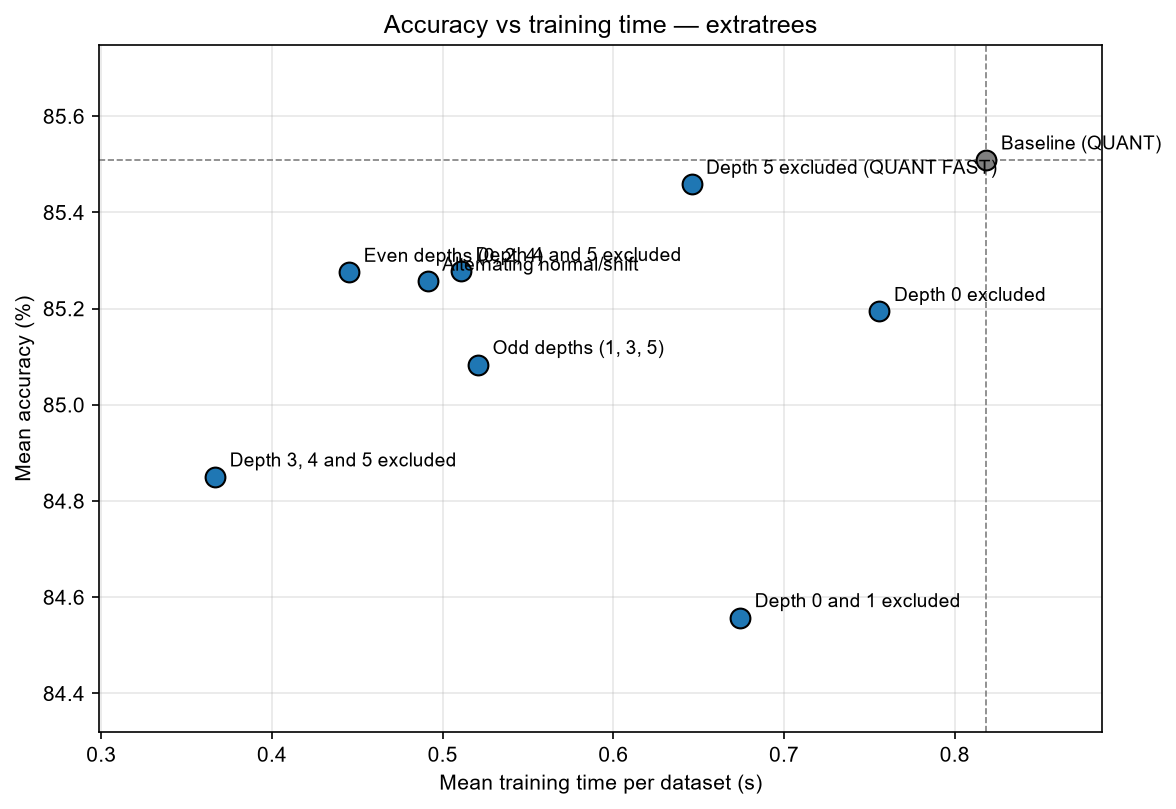 Accuracy vs training time — extratrees
85.6
85.4
85.2
85.0
84.8
84.6
84.4
Mean accuracy (%)
Baseline (QUANT)
Depth 5 excluded (QUANT FAST)
Even depths (0, 2, 4)
Depth 4 and 5 excluded
Alternating normal/shift
Depth 0 excluded
Odd depths (1, 3, 5)
Depth 3, 4 and 5 excluded
Depth 0 and 1 excluded
0.3 0.4 0.5 0.6 0.7 0.8
Mean training time per dataset (s)